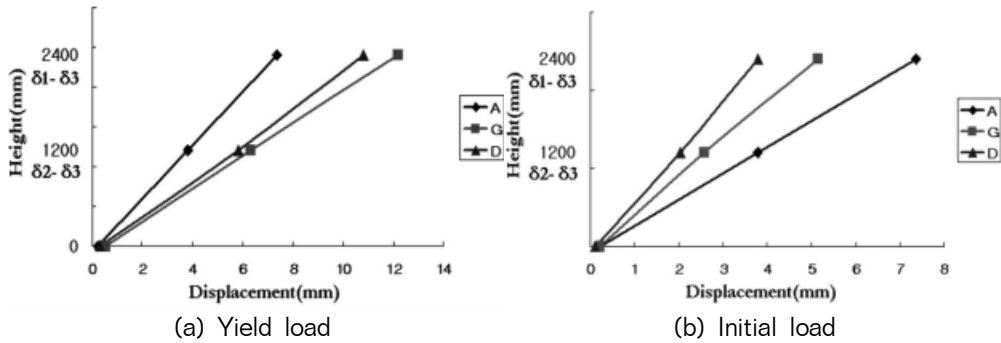 Height(mm)
2400
δ1- δ3
1200
δ2- δ3
0
0 2 4 6 8 10 12 14
Displacement(mm)
A
G
D
(a) Yield load
Height(mm)
2400
δ1- δ3
1200
δ2- δ3
0 1 2 3 4 5 6 7 8
Displacement(mm)
A
G
D
(b) Initial load